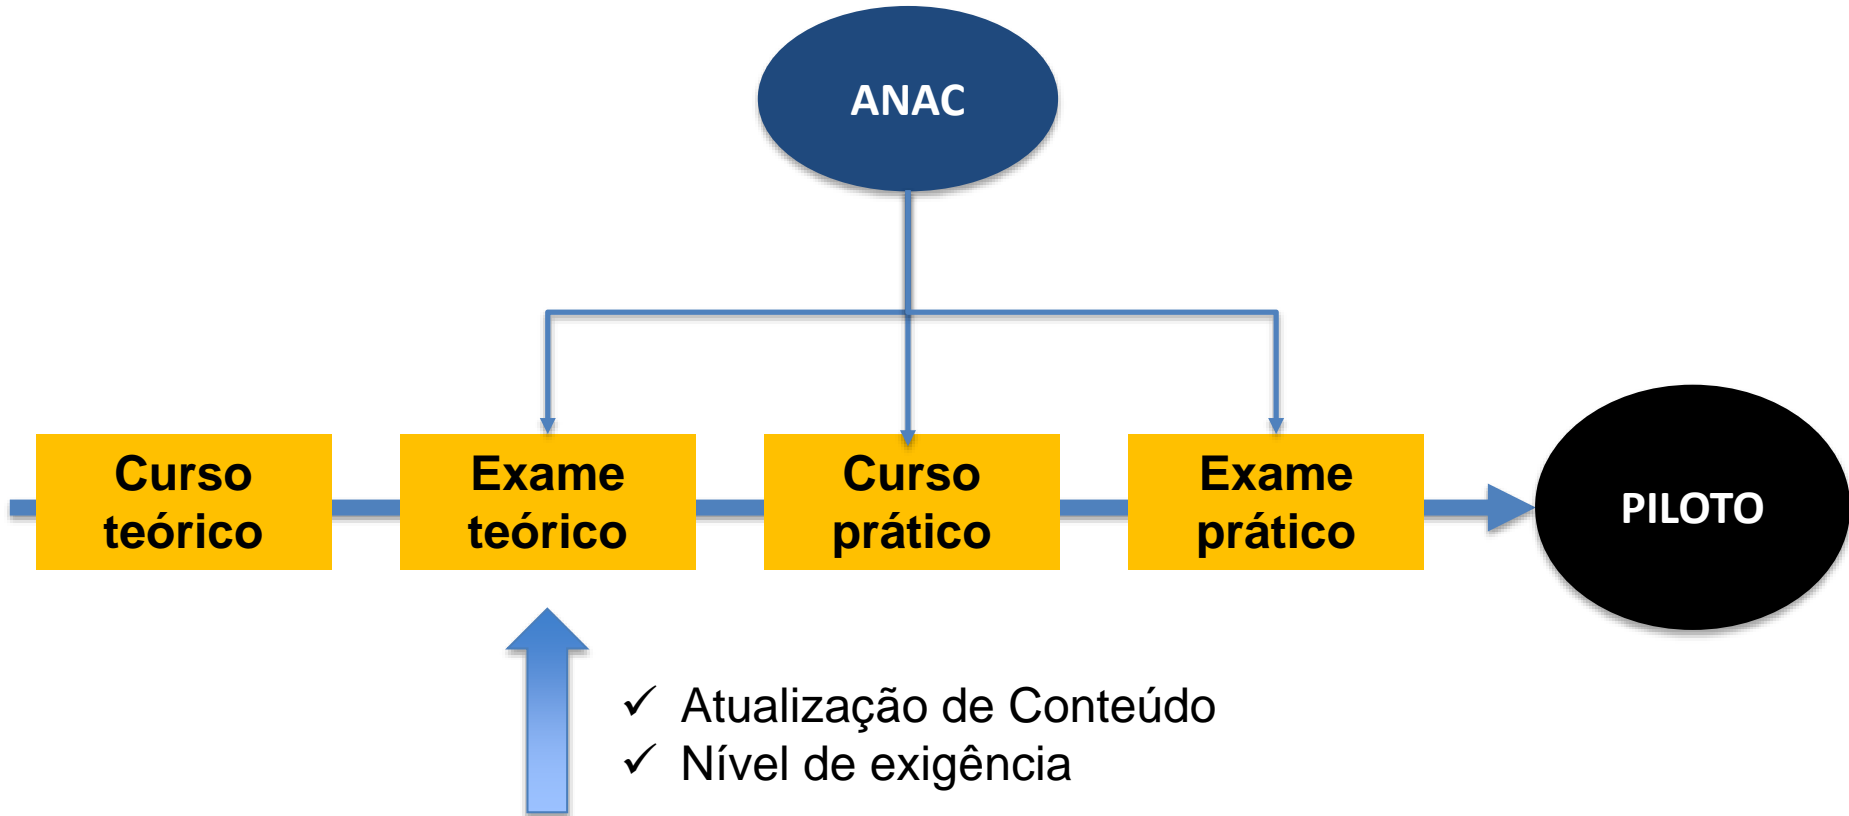 ANAC
Curso
teórico
Exame
teórico
Curso
prático
Exame
prático
PILOTO
✓ Atualização de Conteúdo
✓ Nível de exigência